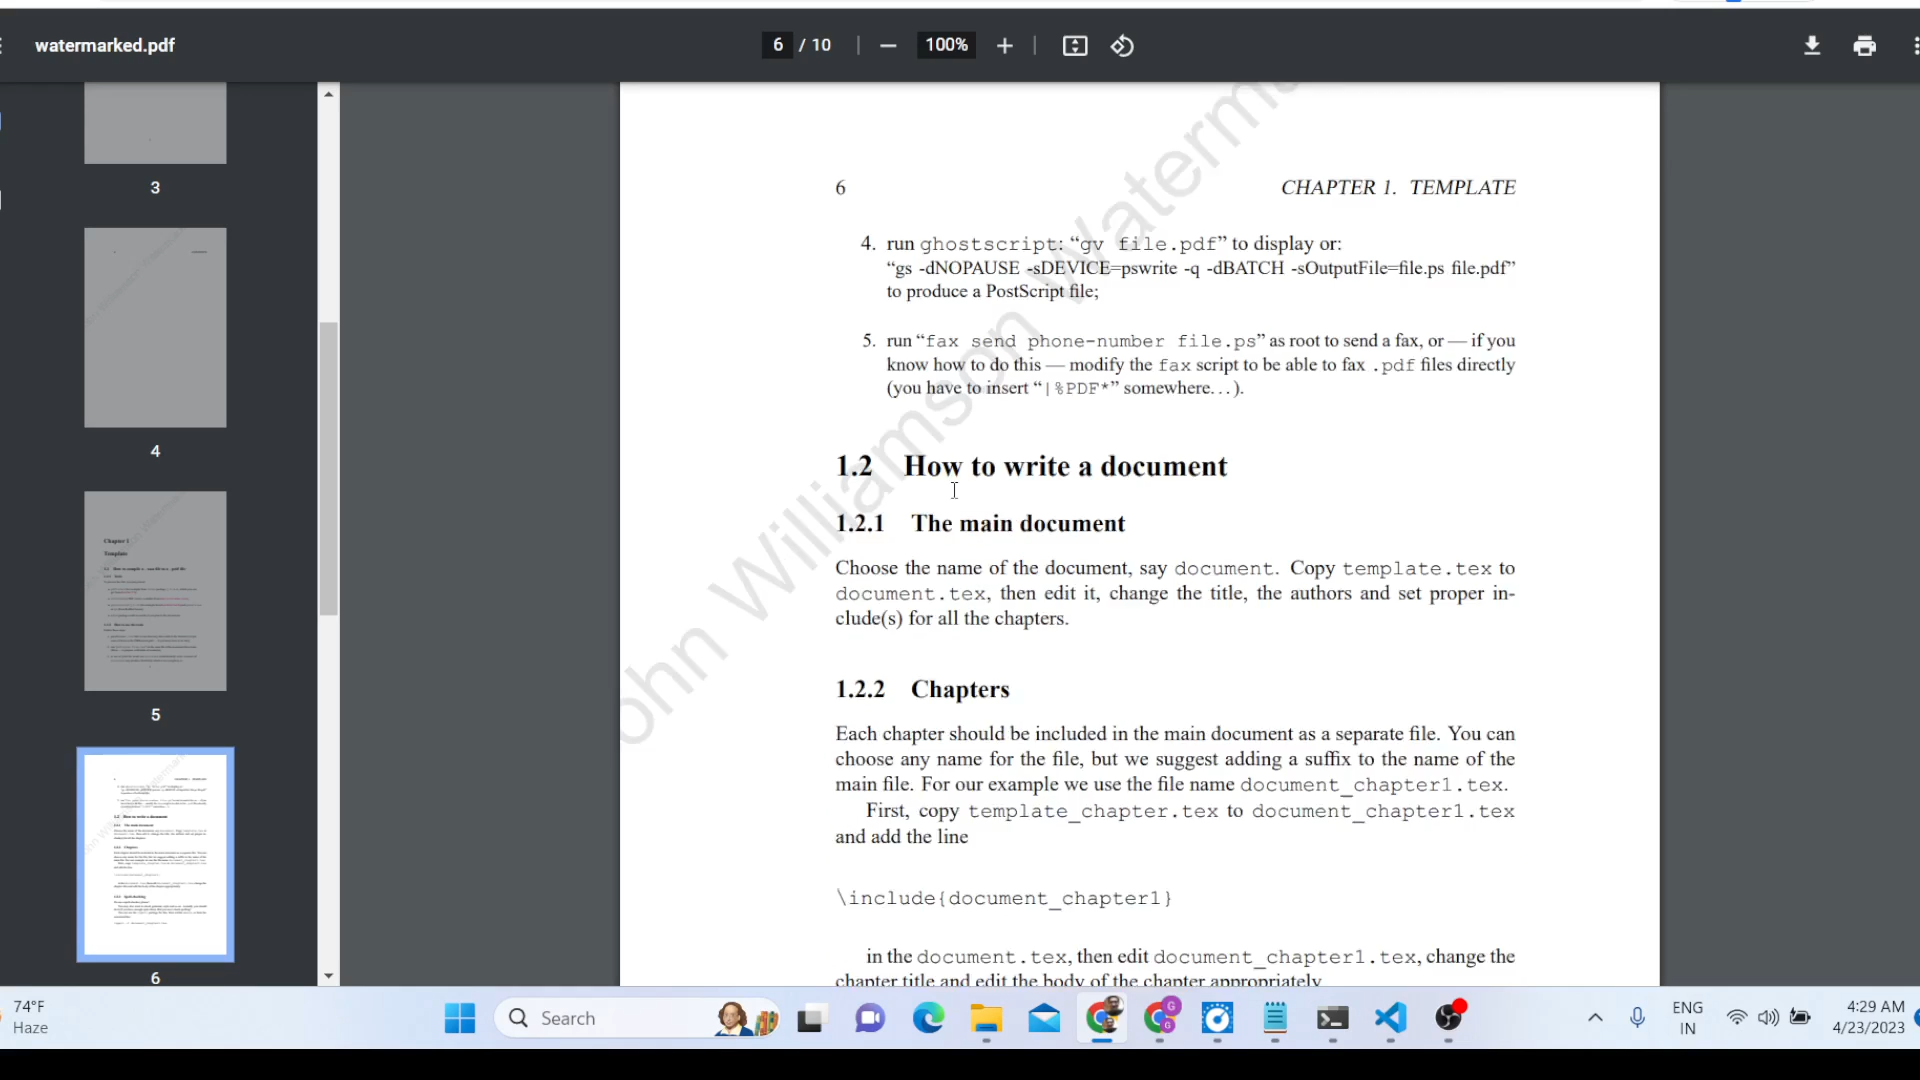 watermarked.pdf
6 / 10
100%
3
4
Chapter 1
Template
5
6
6 CHAPTER 1. TEMPLATE
4. run ghostscript: “gv file.pdf” to display or:
“gs -dNOPAUSE -sDEVICE=pswrite -q -dBATCH -sOutputFile=file.ps file.pdf”
to produce a PostScript file;
5. run “fax send phone-number file.ps” as root to send a fax, or — if you
know how to do this — modify the fax script to be able to fax .pdf files directly
(you have to insert “|%PDF*” somewhere...).
1.2 How to write a document
1.2.1 The main document
Choose the name of the document, say document. Copy template.tex to
document.tex, then edit it, change the title, the authors and set proper in-
clude(s) for all the chapters.
1.2.2 Chapters
Each chapter should be included in the main document as a separate file. You can
choose any name for the file, but we suggest adding a suffix to the name of the
main file. For our example we use the file name document_chapter1.tex.
First, copy template_chapter.tex to document_chapter1.tex
and add the line
\include{document_chapter1}
in the document.tex, then edit document_chapter1.tex, change the
chapter title and edit the body of the chapter appropriately
ohn Williamson Waterma
74°F
Haze
Search
ENG
IN
4:29 AM
4/23/2023